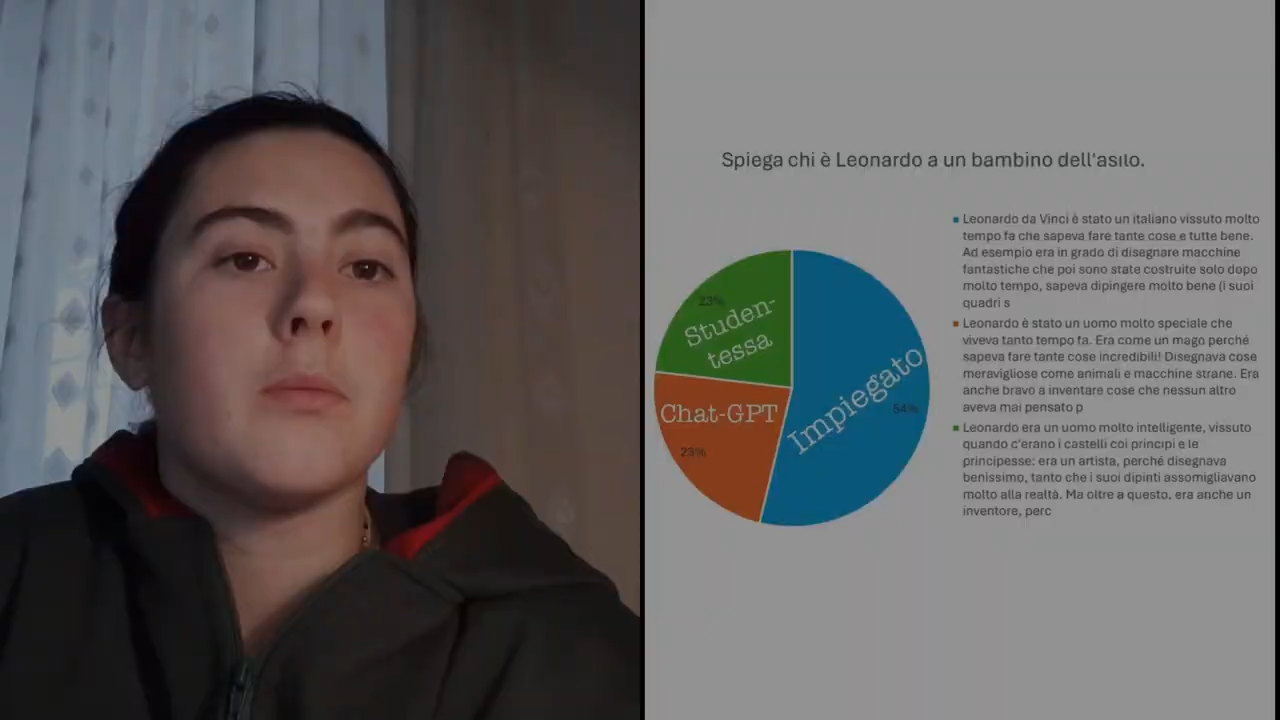 Spiega chi è Leonardo a un bambino dell'asilo.
Leonardo da Vinci è stato un italiano vissuto molto
tempo fa che sapeva fare tante cose e tutte bene.
Ad esempio era in grado di disegnare macchine
fantastiche che poi sono state costruite solo dopo
molto tempo, sapeva dipingere molto bene (i suoi
quadri s
Leonardo è stato un uomo molto speciale che
viveva tanto tempo fa. Era come un mago perché
sapeva fare tante cose incredibili! Disegnava cose
meravigliose come animali e macchine strane. Era
anche bravo a inventare cose che nessun altro
aveva mai pensato p
Leonardo era un uomo molto intelligente, vissuto
quando c'erano i castelli coi principi e le
principesse: era un artista, perché disegnava
benissimo, tanto che i suoi dipinti assomigliavano
molto alla realtà. Ma oltre a questo, era anche un
inventore, perc
23%
Studen-
tessa
Impiegato
54%
Chat-GPT
23%